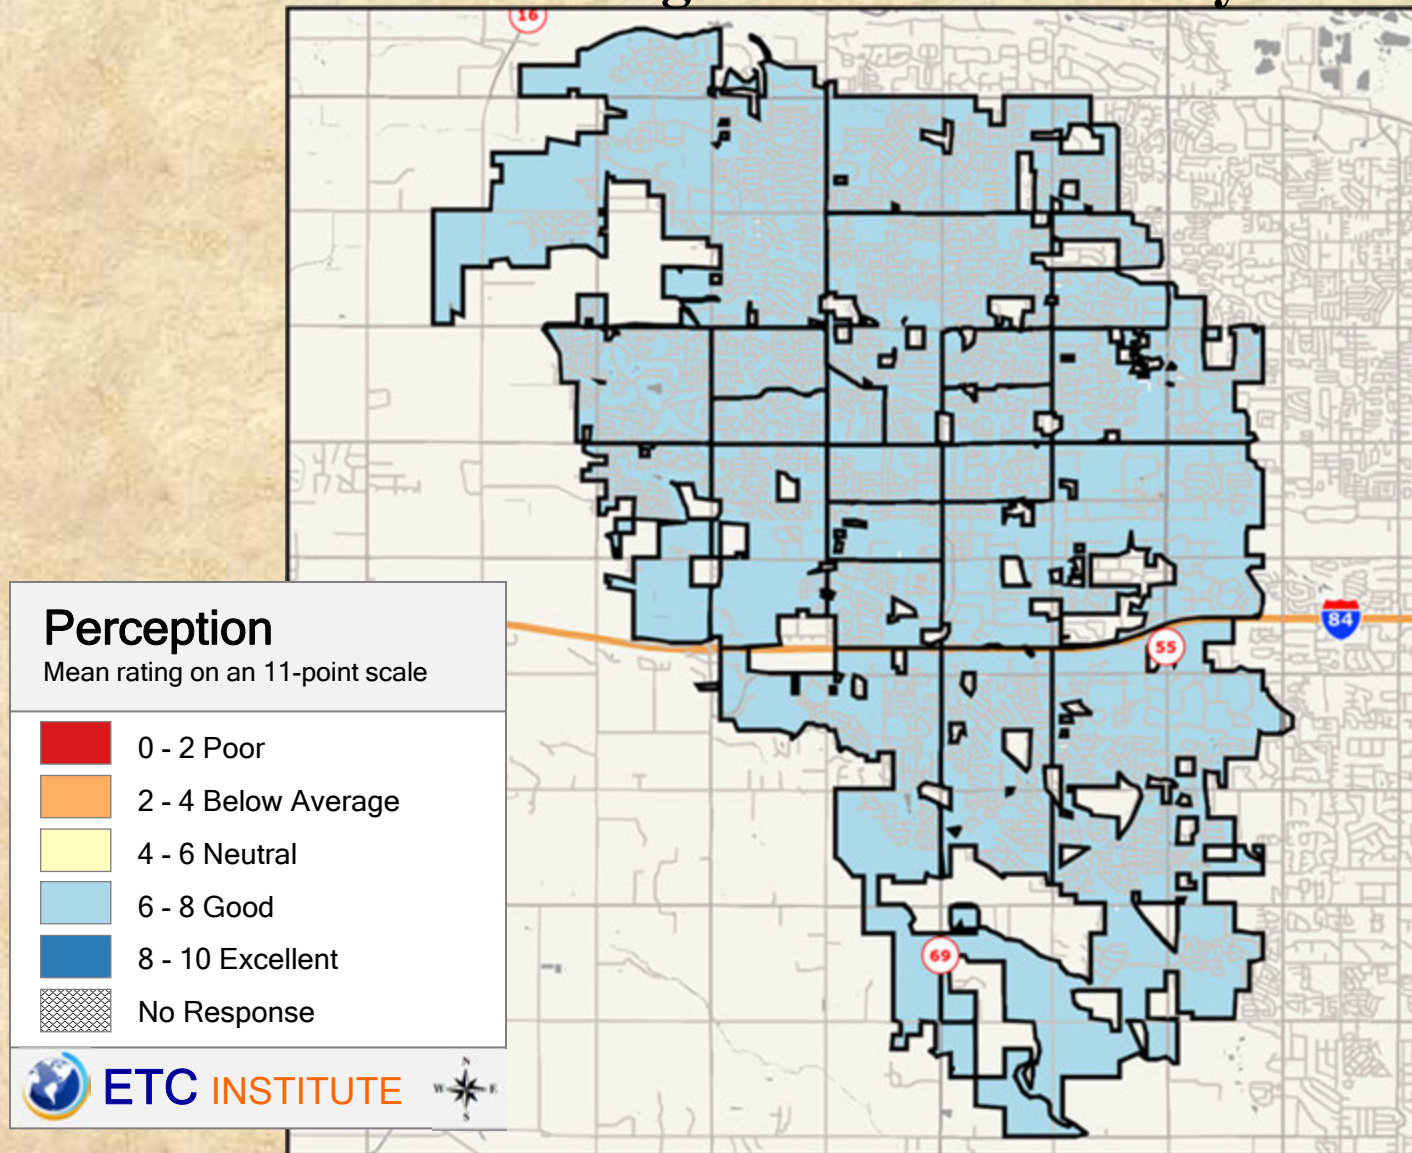 16
84
55
69
Perception
Mean rating on an 11-point scale
0 - 2 Poor
2 - 4 Below Average
4 - 6 Neutral
6 - 8 Good
8 - 10 Excellent
No Response
ETC INSTITUTE
N
W E
S